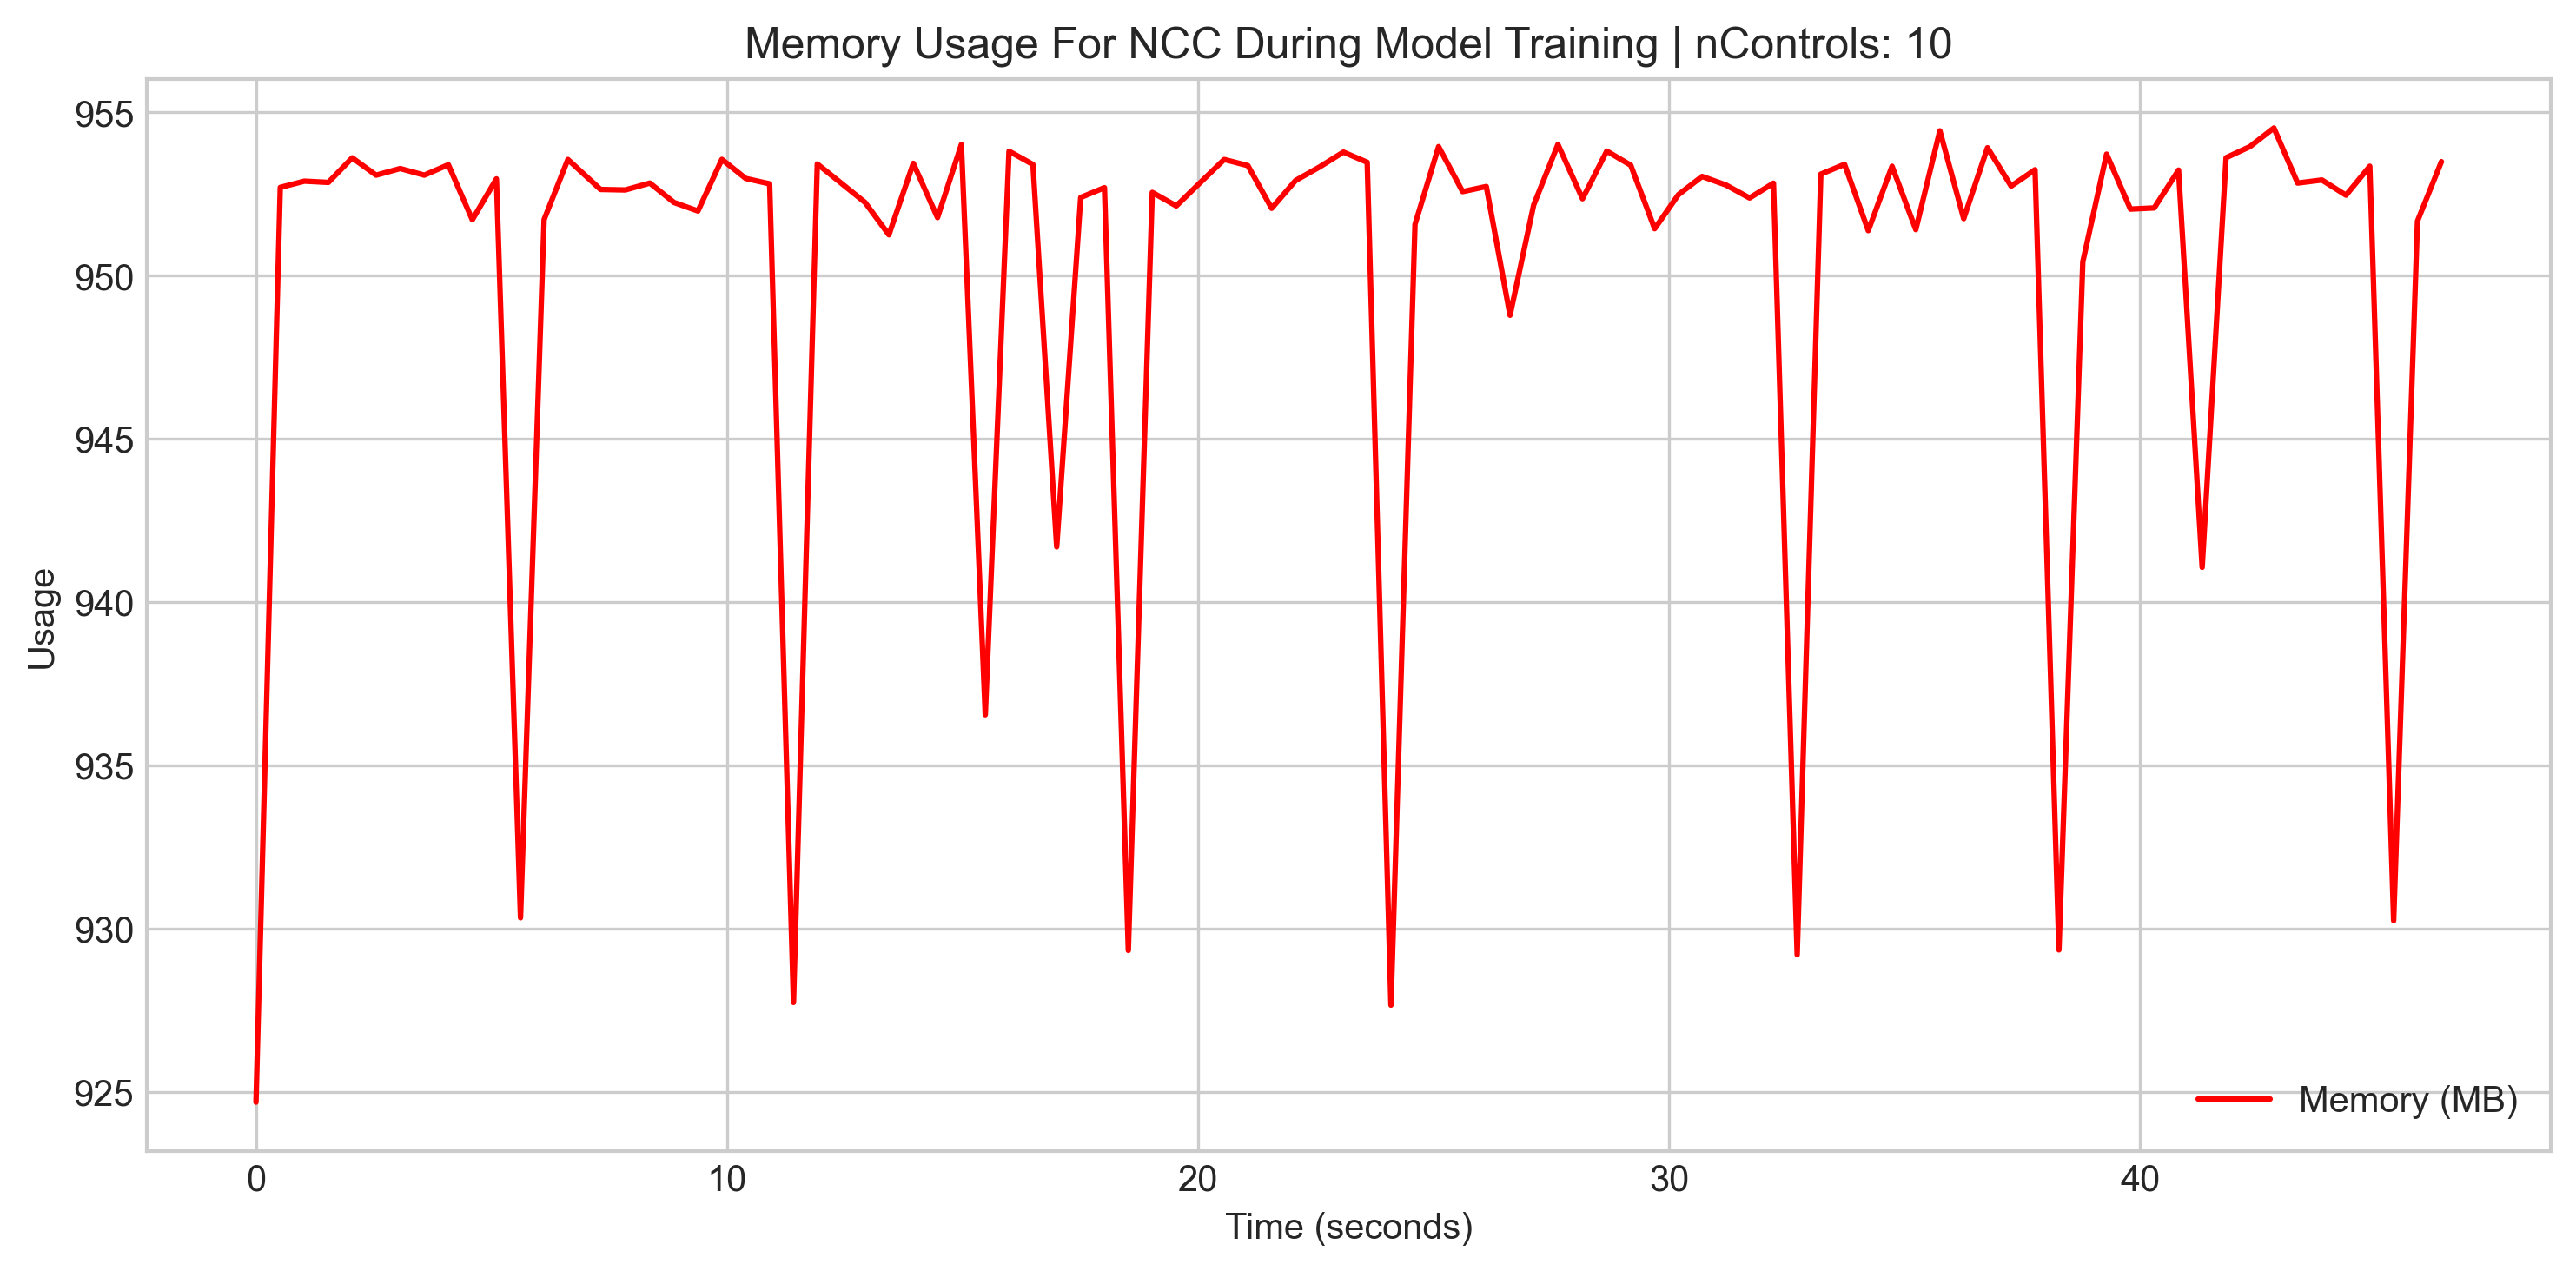 Memory Usage For NCC During Model Training | nControls: 10
Usage
955
950
945
940
935
930
925
Memory (MB)
0 10 20 30 40
Time (seconds)